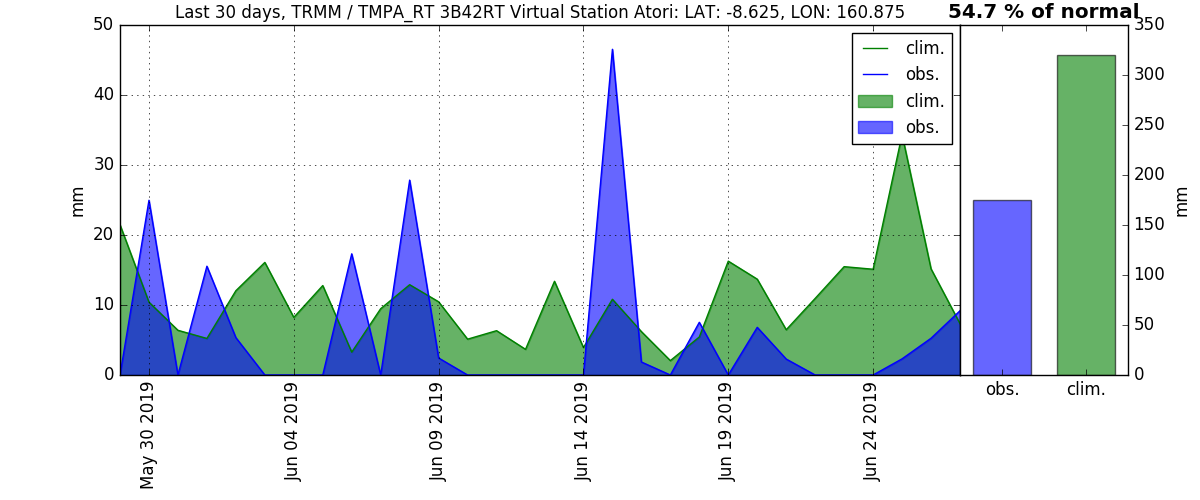 Last 30 days, TRMM / TMPA_RT 3B42RT Virtual Station Atori: LAT: -8.625, LON: 160.875
54.7 % of normal
50
40
30
20
10
0
mm
clim.
obs.
clim.
obs.
350
300
250
200
150
100
50
0
mm
May 30 2019
Jun 04 2019
Jun 09 2019
Jun 14 2019
Jun 19 2019
Jun 24 2019
obs.
clim.